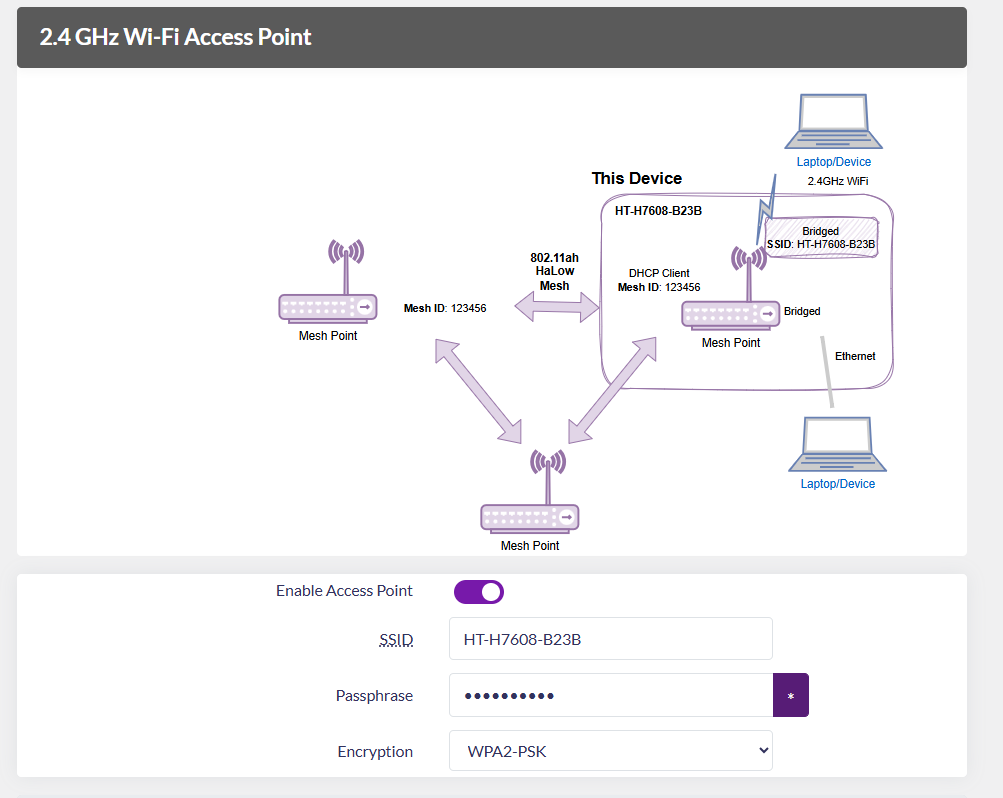 2.4 GHz Wi-Fi Access Point
Laptop/Device
2.4GHz WiFi
This Device
HT-H7608-B23B
Bridged
SSID: HT-H7608-B23B
802.11ah
HaLow
Mesh
DHCP Client
Mesh ID: 123456
Mesh ID: 123456
Bridged
Mesh Point
Mesh Point
Ethernet
Laptop/Device
Mesh Point
Enable Access Point
SSID
HT-H7608-B23B
Passphrase
••••••••••
*
Encryption
WPA2-PSK